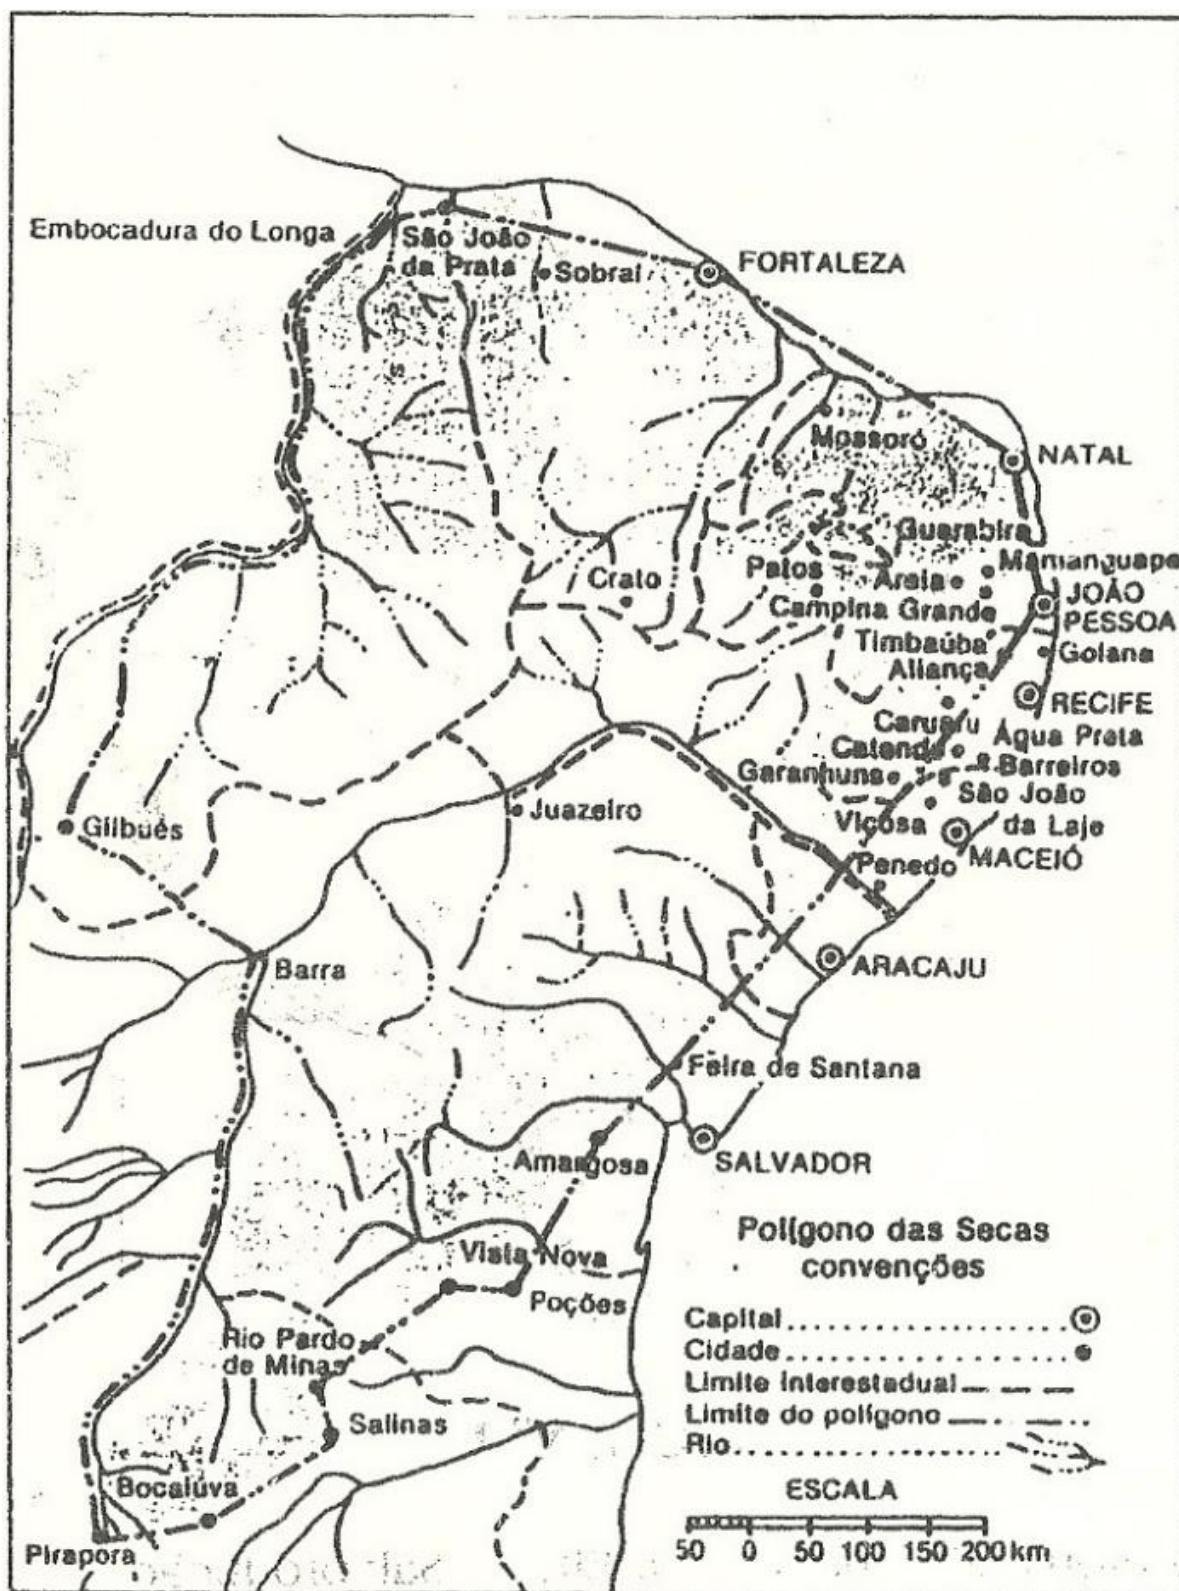 Embocadura do Longa
São João
da Prata
Sobral
FORTALEZA
Mossoró
NATAL
Guarabira
Mamanguape
Patos
Areia
Crato
Campina Grande
JOÃO
PESSOA
Timbaúba
Goiana
Aliança
RECIFE
Caruaru
Água Preta
Catende
Barreiros
Garanhuns
São João
da Laje
Viçosa
Juazeiro
Gilbués
MACEIÓ
Penedo
Barra
ARACAJU
Feira de Santana
Amargosa
SALVADOR
Vista Nova
Poções
Rio Pardo
de Minas
Salinas
Bocaiúva
Pirapora
Polígono das Secas
convenções
Capital
Cidade
Limite interestadual
Limite do polígono
Rio
ESCALA
50 0 50 100 150 200 km